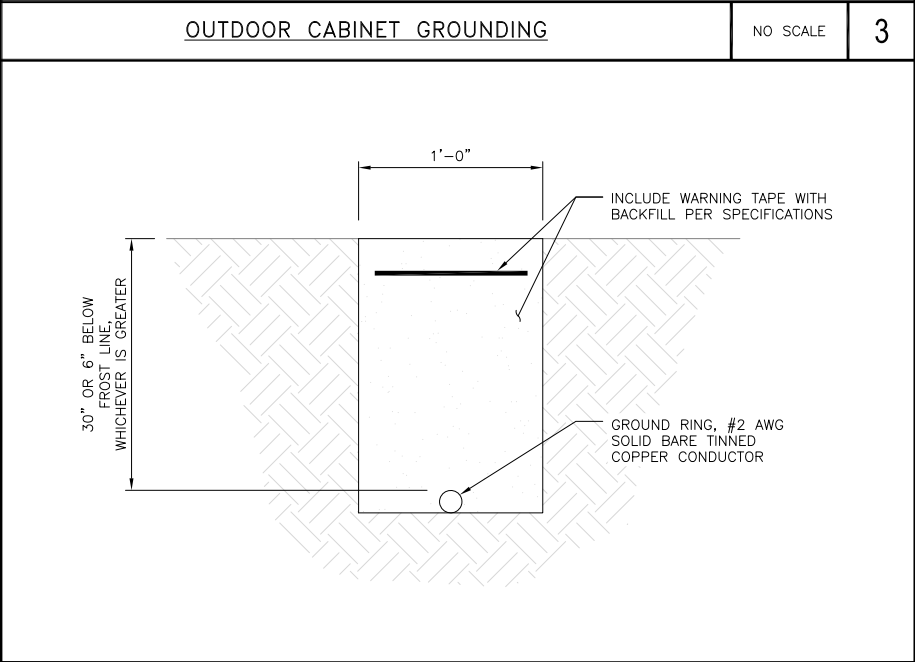 OUTDOOR CABINET GROUNDING
NO SCALE
3
1'-0"
INCLUDE WARNING TAPE WITH
BACKFILL PER SPECIFICATIONS
30" OR 6" BELOW
FROST LINE,
WHICHEVER IS GREATER
GROUND RING, #2 AWG
SOLID BARE TINNED
COPPER CONDUCTOR